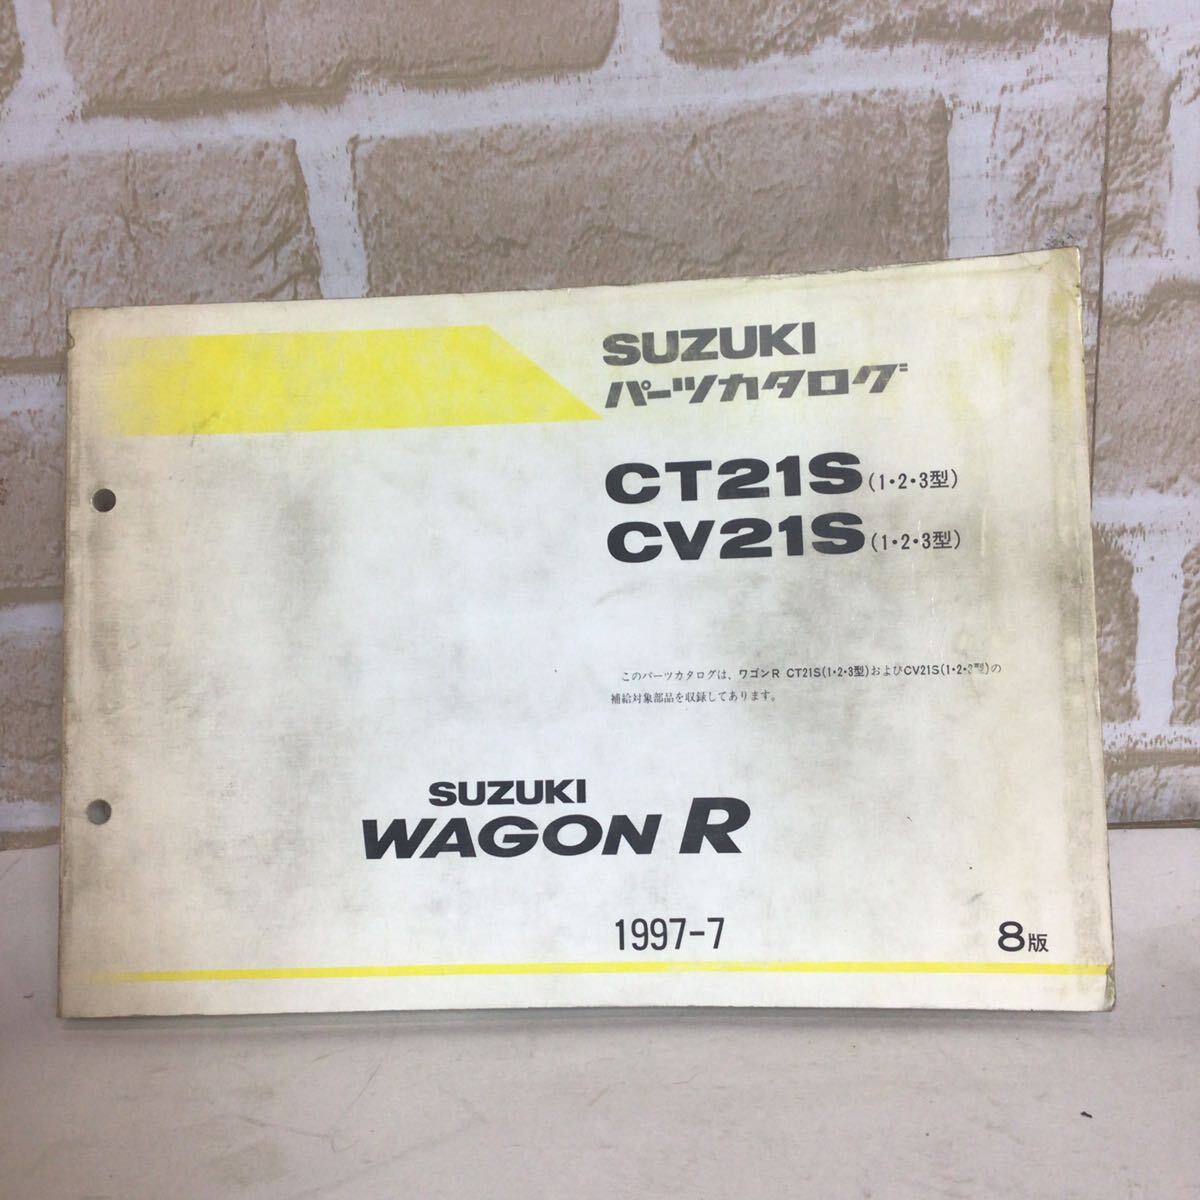 SUZUKI
パーツカタログ
CT21S(1・2・3型)
CV21S(1・2・3型)
このパーツカタログは、ワゴンR CT21S(1・2・3型)およびCV21S(1・2・3型)の
補給対象部品を収録してあります。
SUZUKI
WAGON R
1997-7
8版